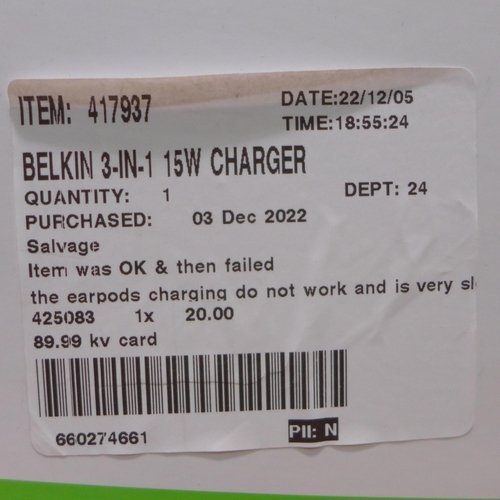 ITEM: 417937 DATE:22/12/05
TIME:18:55:24
BELKIN 3-IN-1 15W CHARGER
QUANTITY: 1 DEPT: 24
PURCHASED: 03 Dec 2022
Salvage
Item was OK & then failed
the earpods charging do not work and is very sl
425083 1x 20.00
89.99 kv card
660274661 PII: N